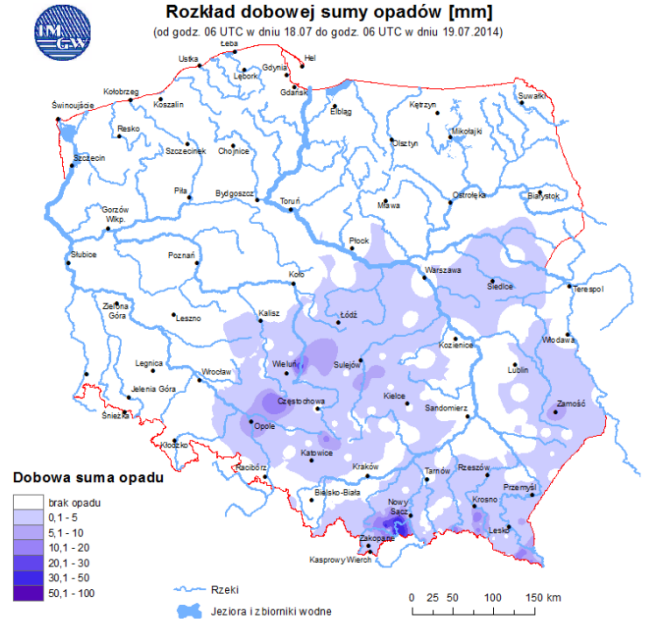 Rozkład dobowej sumy opadów [mm]
(od godz. 06 UTC w dniu 18.07 do godz. 06 UTC w dniu 19.07.2014)
IM
GW
Łeba
Hel
Ustka
Gdynia
Lębork
Gdańsk
Kołobrzeg
Koszalin
Suwałki
Świnoujście
Elbląg
Kętrzyn
Resko
Mikołajki
Olsztyn
Szczecinek
Chojnice
Szczecin
Piła
Bydgoszcz
Toruń
Mława
Ostrołęka
Białystok
Gorzów
Wlkp.
Płock
Słubice
Poznań
Warszawa
Koło
Siedlce
Terespol
Zielona
Góra
Leszno
Kalisz
Łódź
Kozienice
Włodawa
Legnica
Wrocław
Wieluń
Sulejów
Lublin
Jelenia Góra
Częstochowa
Kielce
Zamość
Śnieżka
Opole
Sandomierz
Kłodzko
Katowice
Racibórz
Kraków
Tarnów
Rzeszów
Bielsko-Biała
Przemyśl
Nowy
Sącz
Krosno
Lesko
Zakopane
Kasprowy Wierch
Dobowa suma opadu
brak opadu
0,1 - 5
5,1 - 10
10,1 - 20
20,1 - 30
30,1 - 50
50,1 - 100
Rzeki
Jeziora i zbiorniki wodne
0 25 50 100 150 km